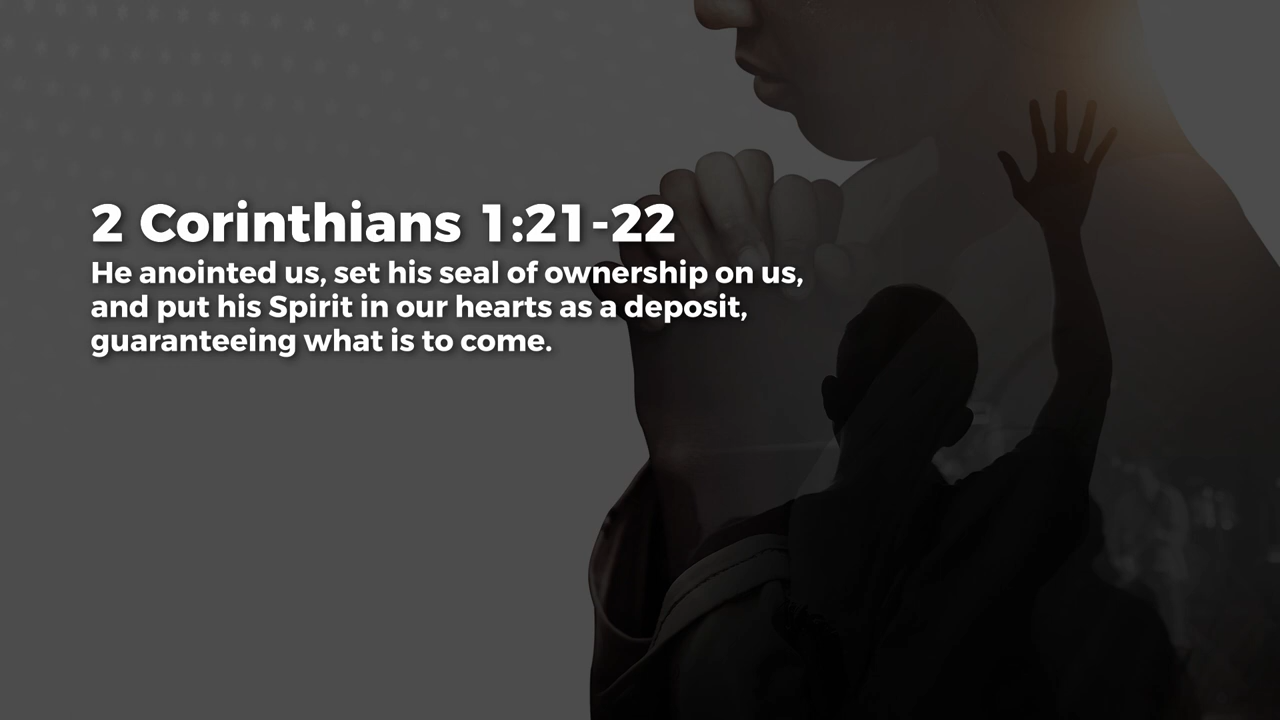 2 Corinthians 1:21-22
He anointed us, set his seal of ownership on us,
and put his Spirit in our hearts as a deposit,
guaranteeing what is to come.